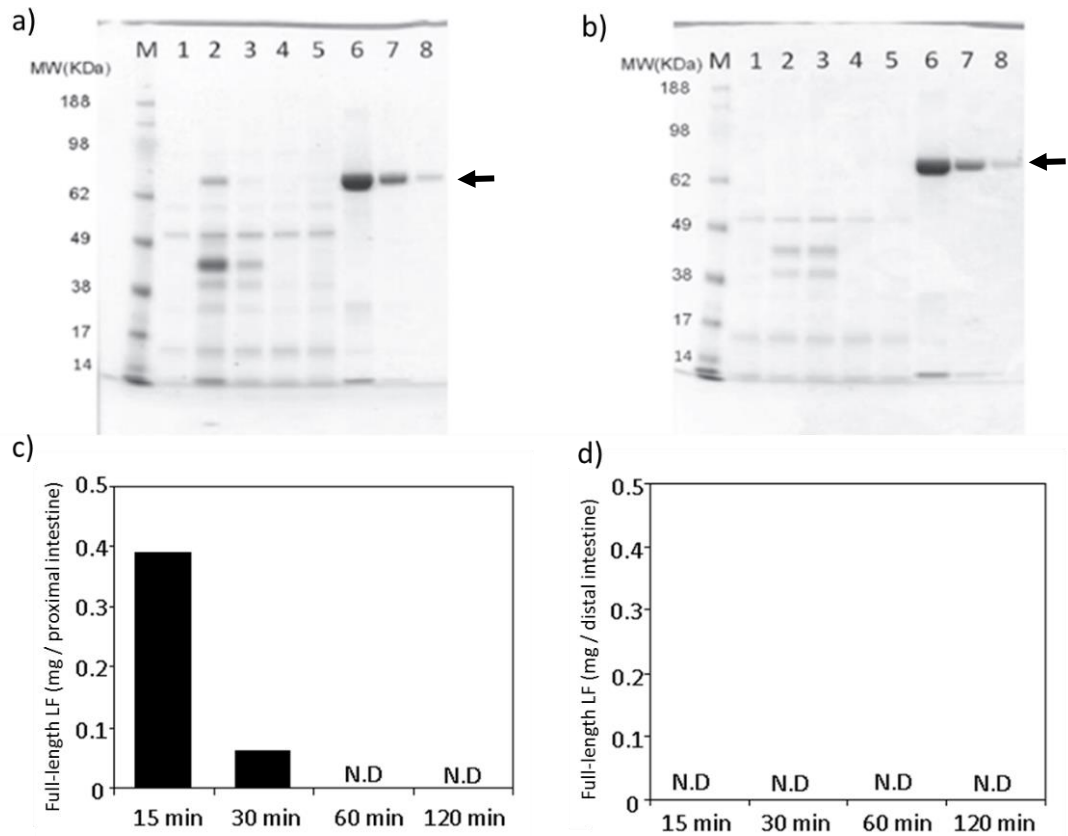 a)
M 1 2 3 4 5 6 7 8
MW(KDa)
188
98
62
49
38
17
14
b)
M 1 2 3 4 5 6 7 8
MW(KDa)
188
98
62
49
38
17
14
c)
Full-length LF (mg / proximal intestine)
0.5
0.4
0.3
0.2
0.1
0
N.D N.D
15 min 30 min 60 min 120 min
d)
Full-length LF (mg / distal intestine)
0.5
0.4
0.3
0.2
0.1
0
N.D N.D N.D N.D
15 min 30 min 60 min 120 min